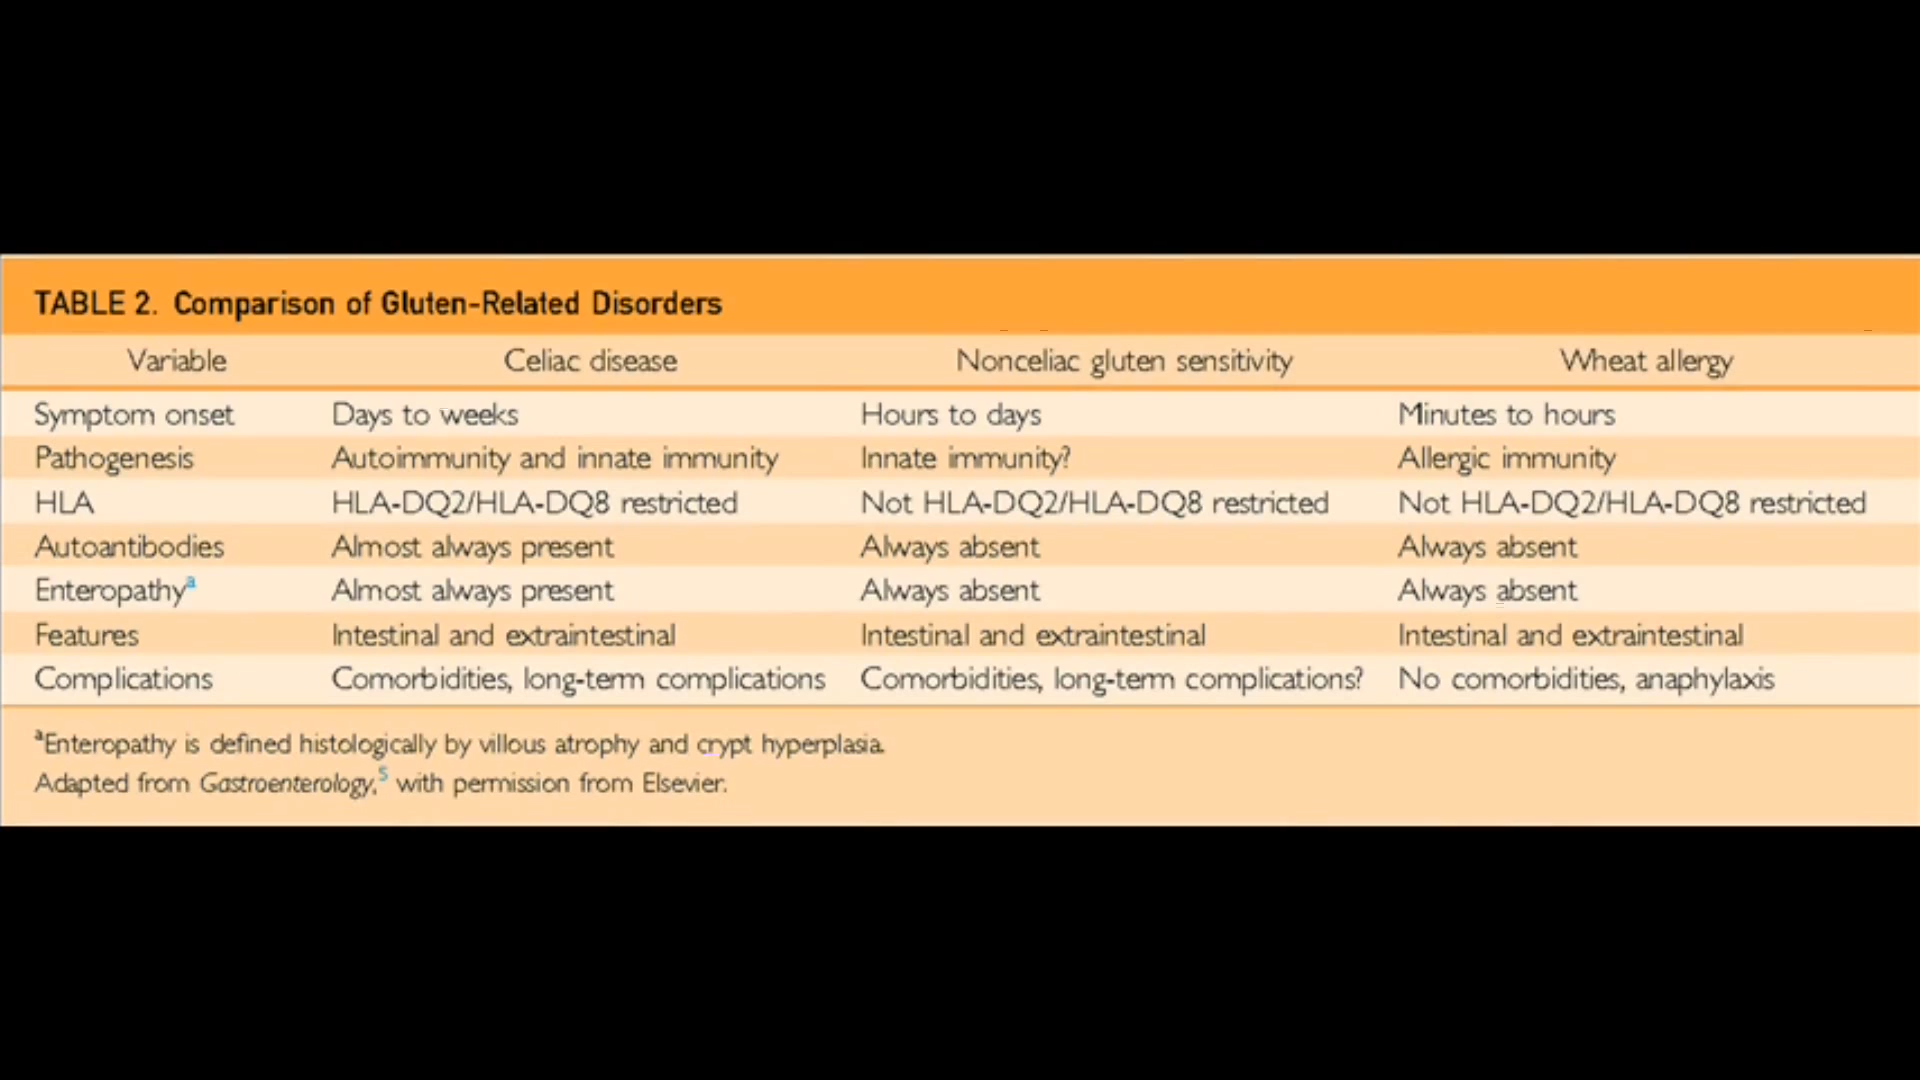 TABLE 2. Comparison of Gluten-Related Disorders
Variable Celiac disease Nonceliac gluten sensitivity Wheat allergy
Symptom onset Days to weeks Hours to days Minutes to hours
Pathogenesis Autoimmunity and innate immunity Innate immunity? Allergic immunity
HLA HLA-DQ2/HLA-DQ8 restricted Not HLA-DQ2/HLA-DQ8 restricted Not HLA-DQ2/HLA-DQ8 restricted
Autoantibodies Almost always present Always absent Always absent
Enteropathyᵃ Almost always present Always absent Always absent
Features Intestinal and extraintestinal Intestinal and extraintestinal Intestinal and extraintestinal
Complications Comorbidities, long-term complications Comorbidities, long-term complications? No comorbidities, anaphylaxis
ᵃEnteropathy is defined histologically by villous atrophy and crypt hyperplasia.
Adapted from Gastroenterology,⁵ with permission from Elsevier.